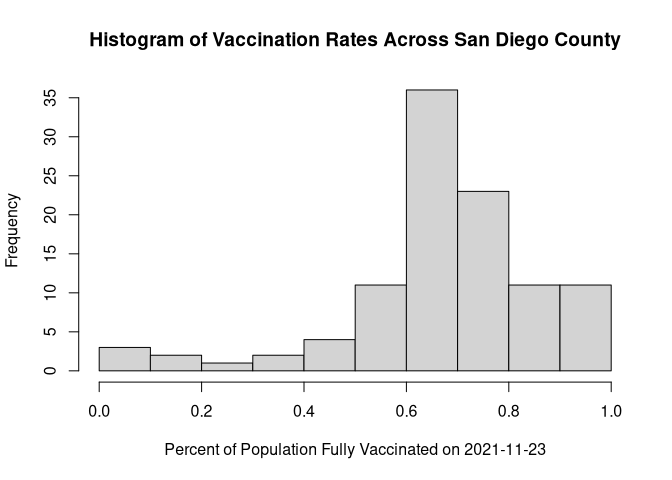 Histogram of Vaccination Rates Across San Diego County
Frequency
35
30
25
20
15
10
5
0
0.0 0.2 0.4 0.6 0.8 1.0
Percent of Population Fully Vaccinated on 2021-11-23